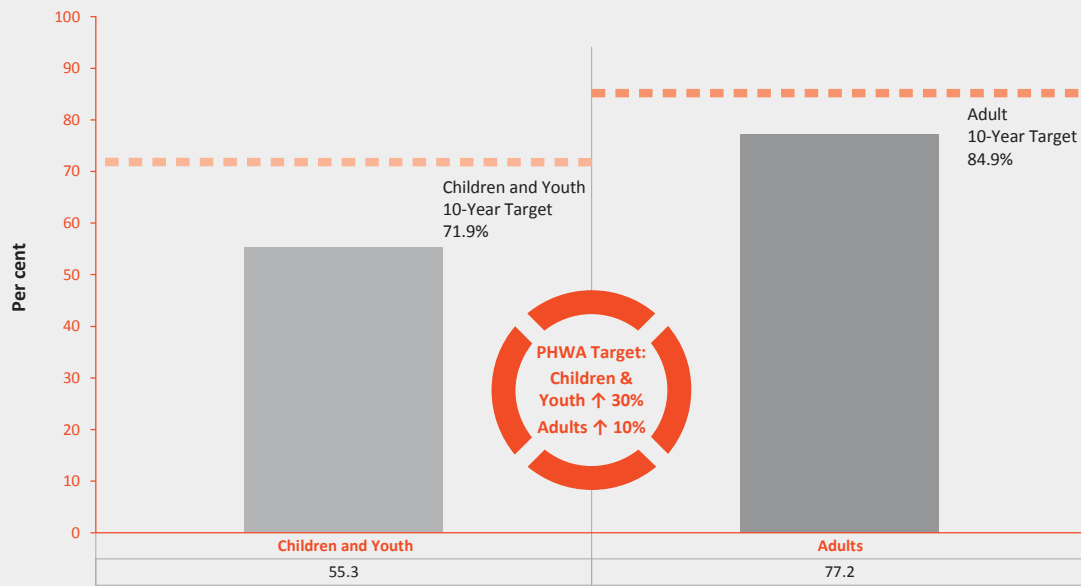 100
90
80
70
60
50
40
30
20
10
0
Per cent
Children and Youth
10-Year Target
71.9%
Adult
10-Year Target
84.9%
PHWA Target:
Children &
Youth ↑ 30%
Adults ↑ 10%
Children and Youth
Adults
55.3
77.2